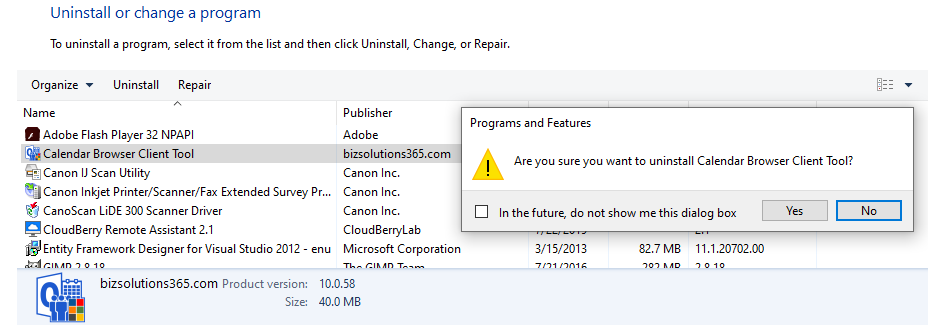 Uninstall or change a program
To uninstall a program, select it from the list and then click Uninstall, Change, or Repair.
Organize Uninstall Repair
Name Publisher
Adobe Flash Player 32 NPAPI Adobe
Calendar Browser Client Tool bizsolutions365.com
Canon IJ Scan Utility Canon Inc.
Canon Inkjet Printer/Scanner/Fax Extended Survey Pr... Canon Inc.
CanoScan LiDE 300 Scanner Driver Canon Inc.
CloudBerry Remote Assistant 2.1 CloudBerryLab
Entity Framework Designer for Visual Studio 2012 - enu Microsoft Corporation 3/15/2013 82.7 MB 11.1.20702.00
GIMP 2.8.18 The GIMP Team 7/21/2016 282 MB 2.8.18
Programs and Features
Are you sure you want to uninstall Calendar Browser Client Tool?
In the future, do not show me this dialog box Yes No
bizsolutions365.com Product version: 10.0.58
Size: 40.0 MB